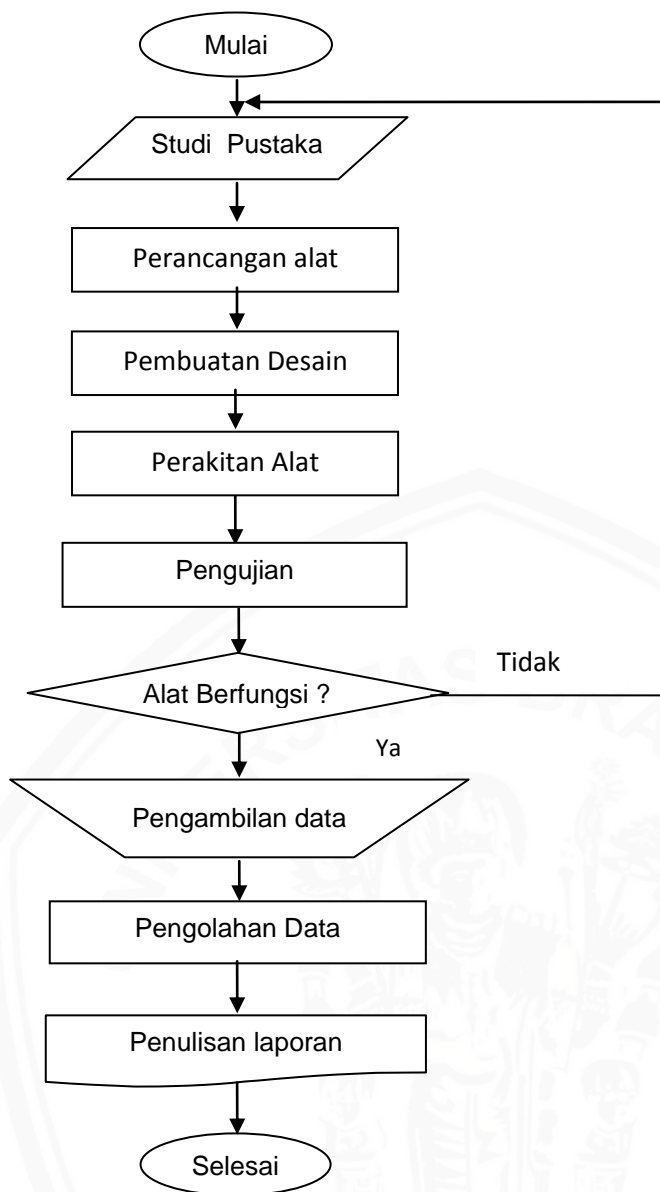 Mulai
Studi Pustaka
Perancangan alat
Pembuatan Desain
Perakitan Alat
Pengujian
Alat Berfungsi ?
Tidak
Ya
Pengambilan data
Pengolahan Data
Penulisan laporan
Selesai